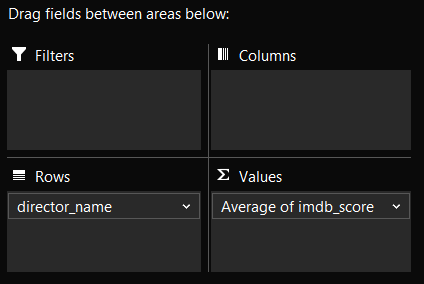 Drag fields between areas below:
Filters
Columns
Rows
Values
director_name
Average of imdb_score